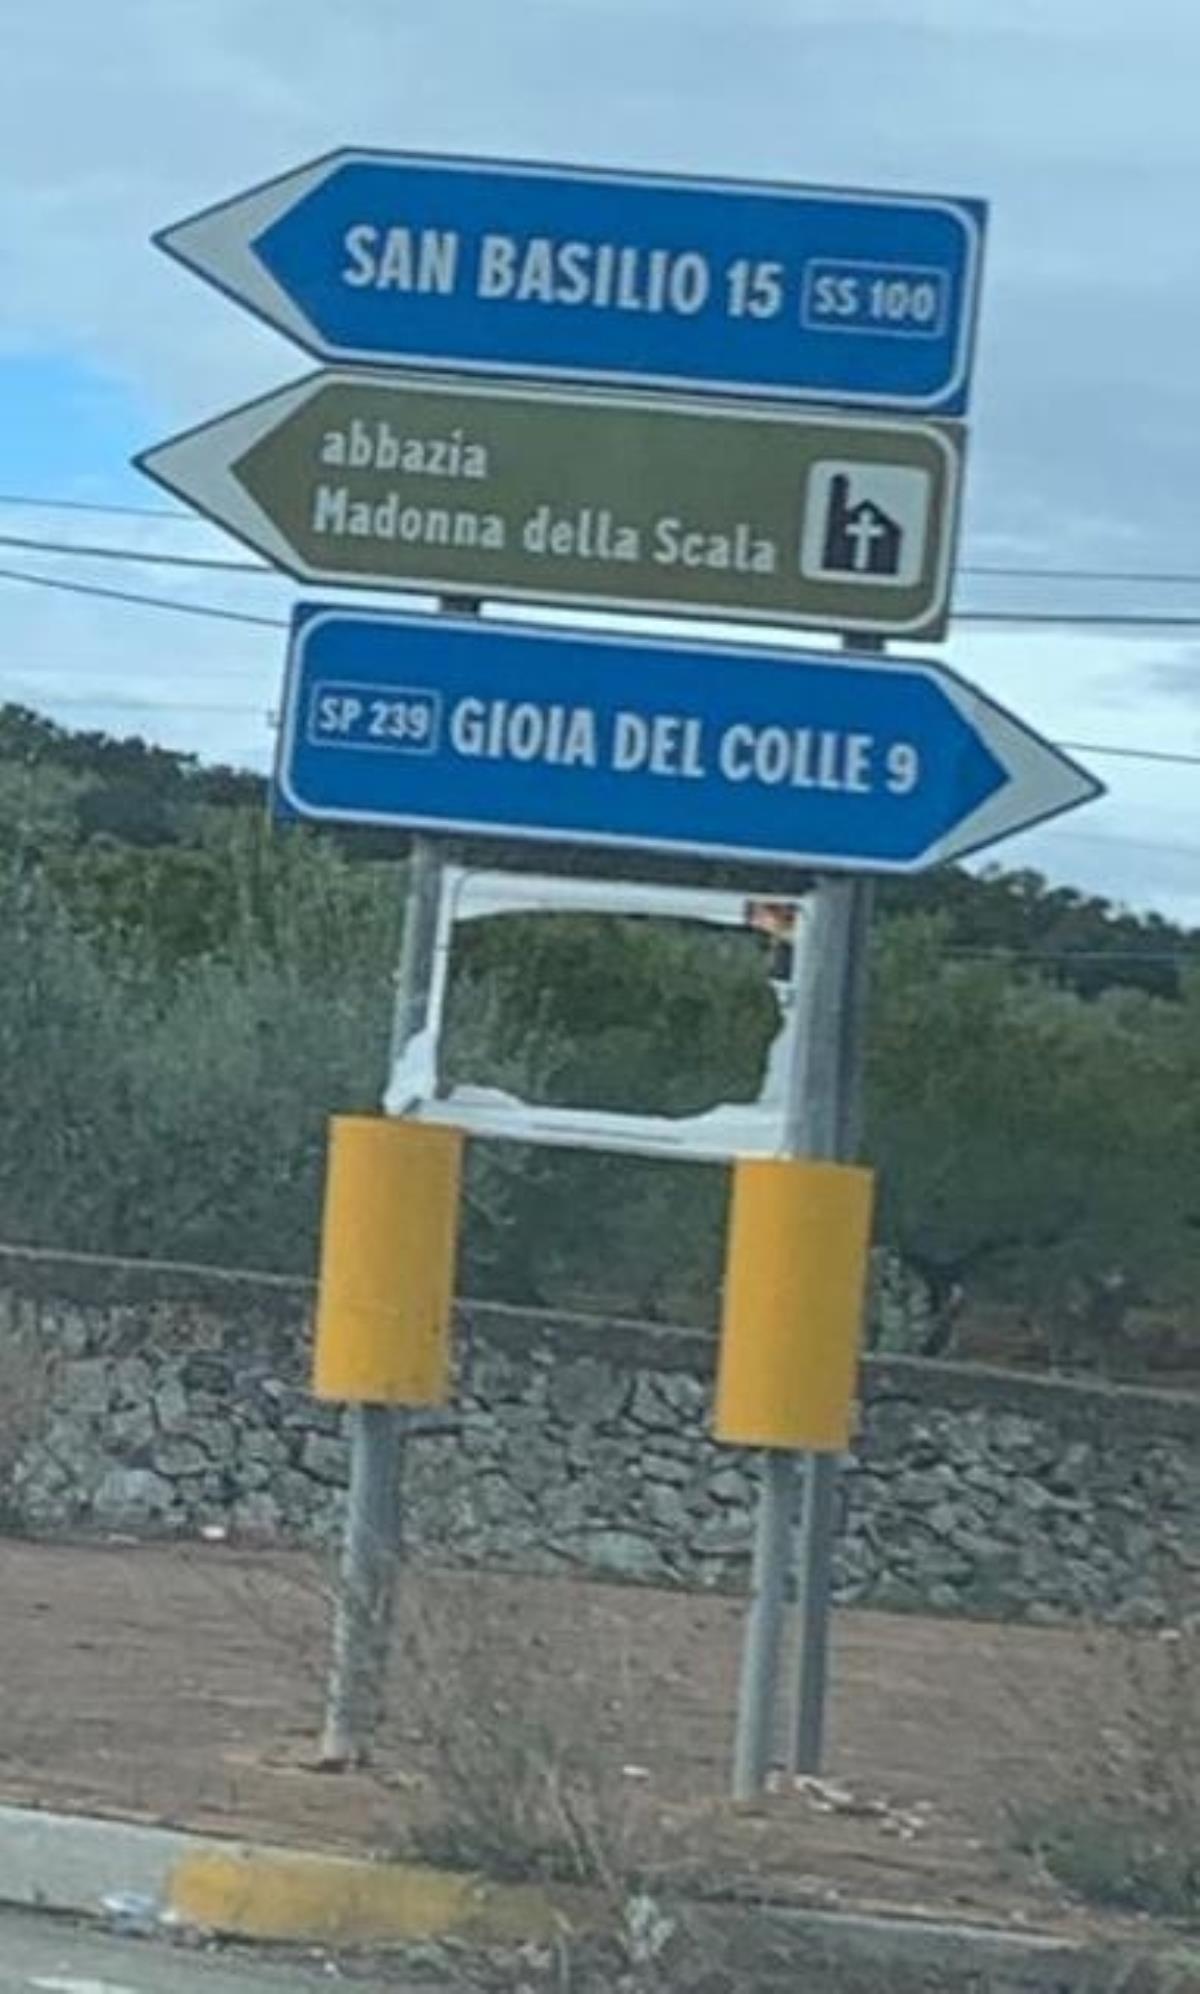 SAN BASILIO 15 SS 100
abbazia
Madonna della Scala
SP 239 GIOIA DEL COLLE 9